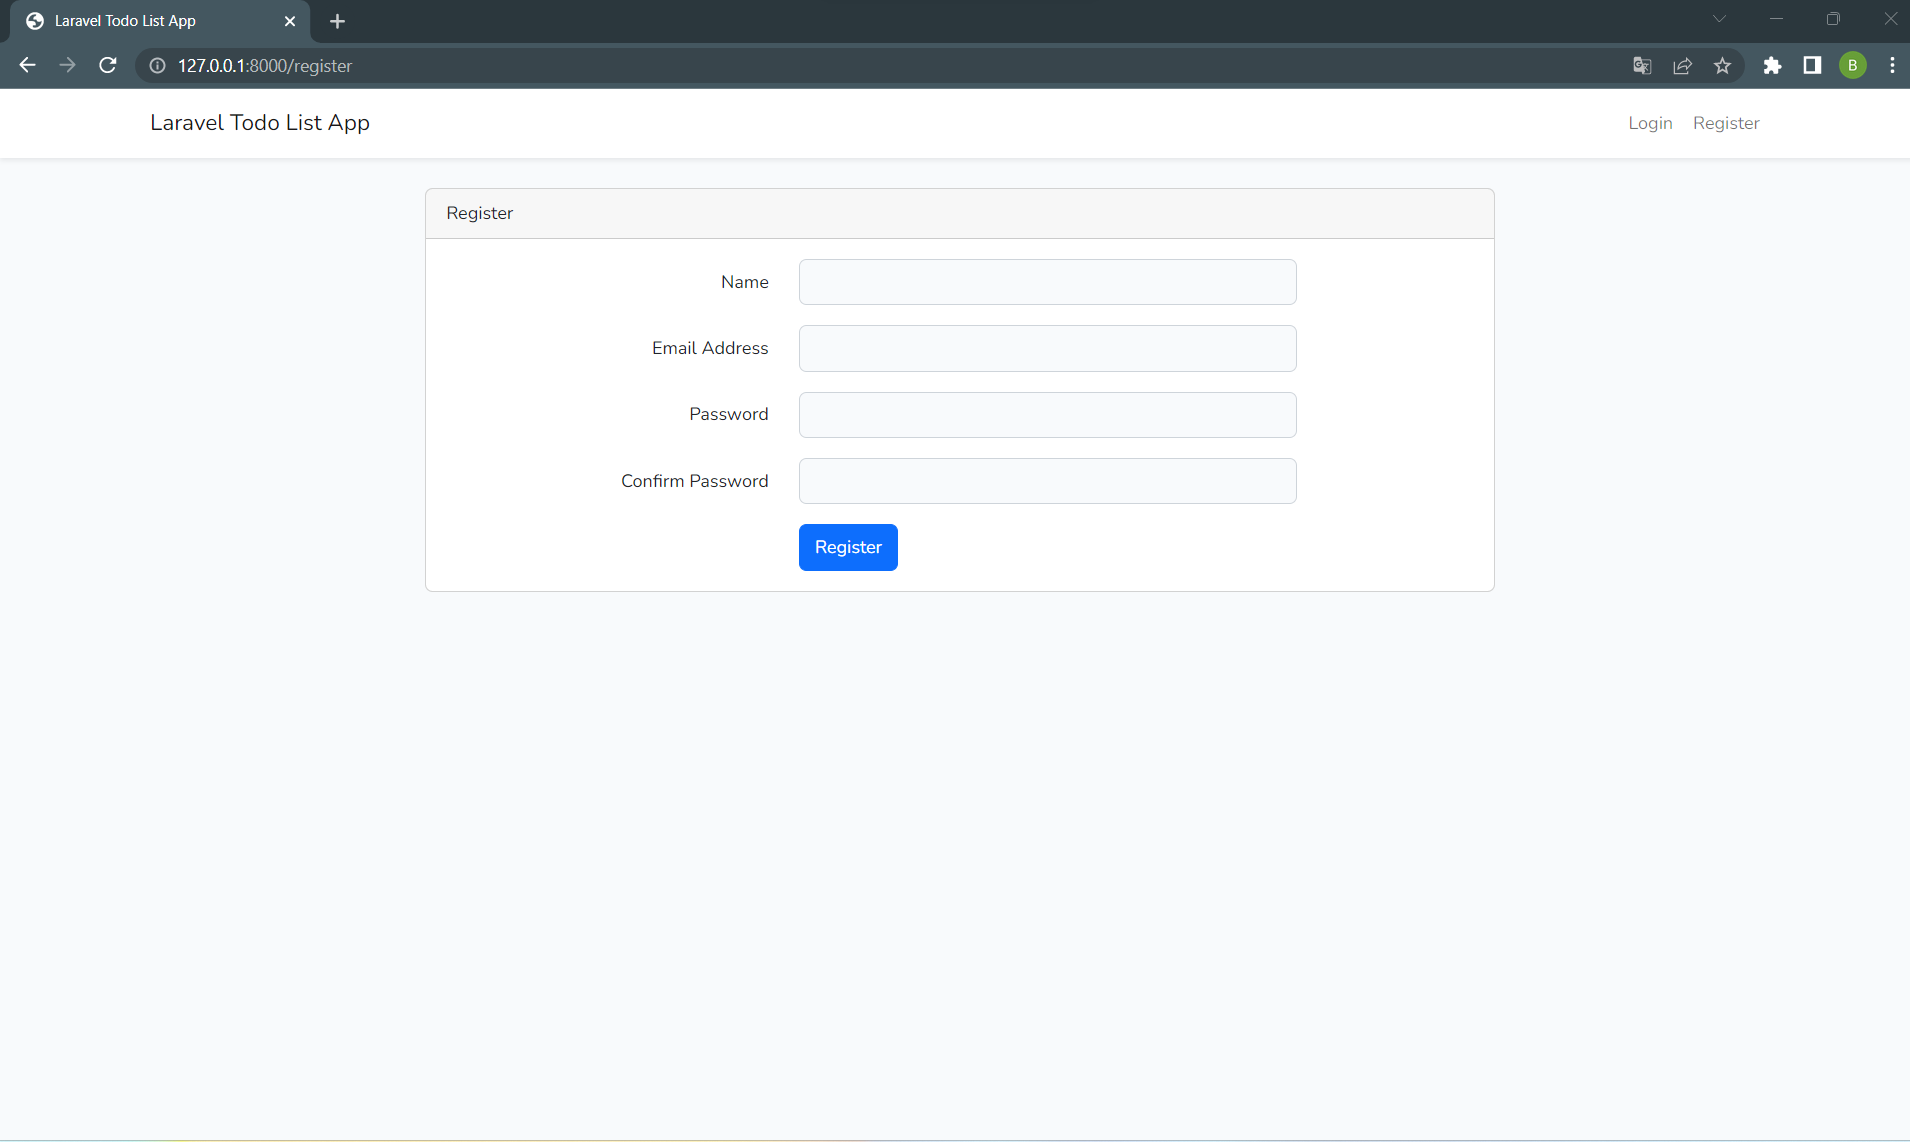 Laravel Todo List App
127.0.0.1:8000/register
B
Laravel Todo List App
Login Register
Register
Name
Email Address
Password
Confirm Password
Register